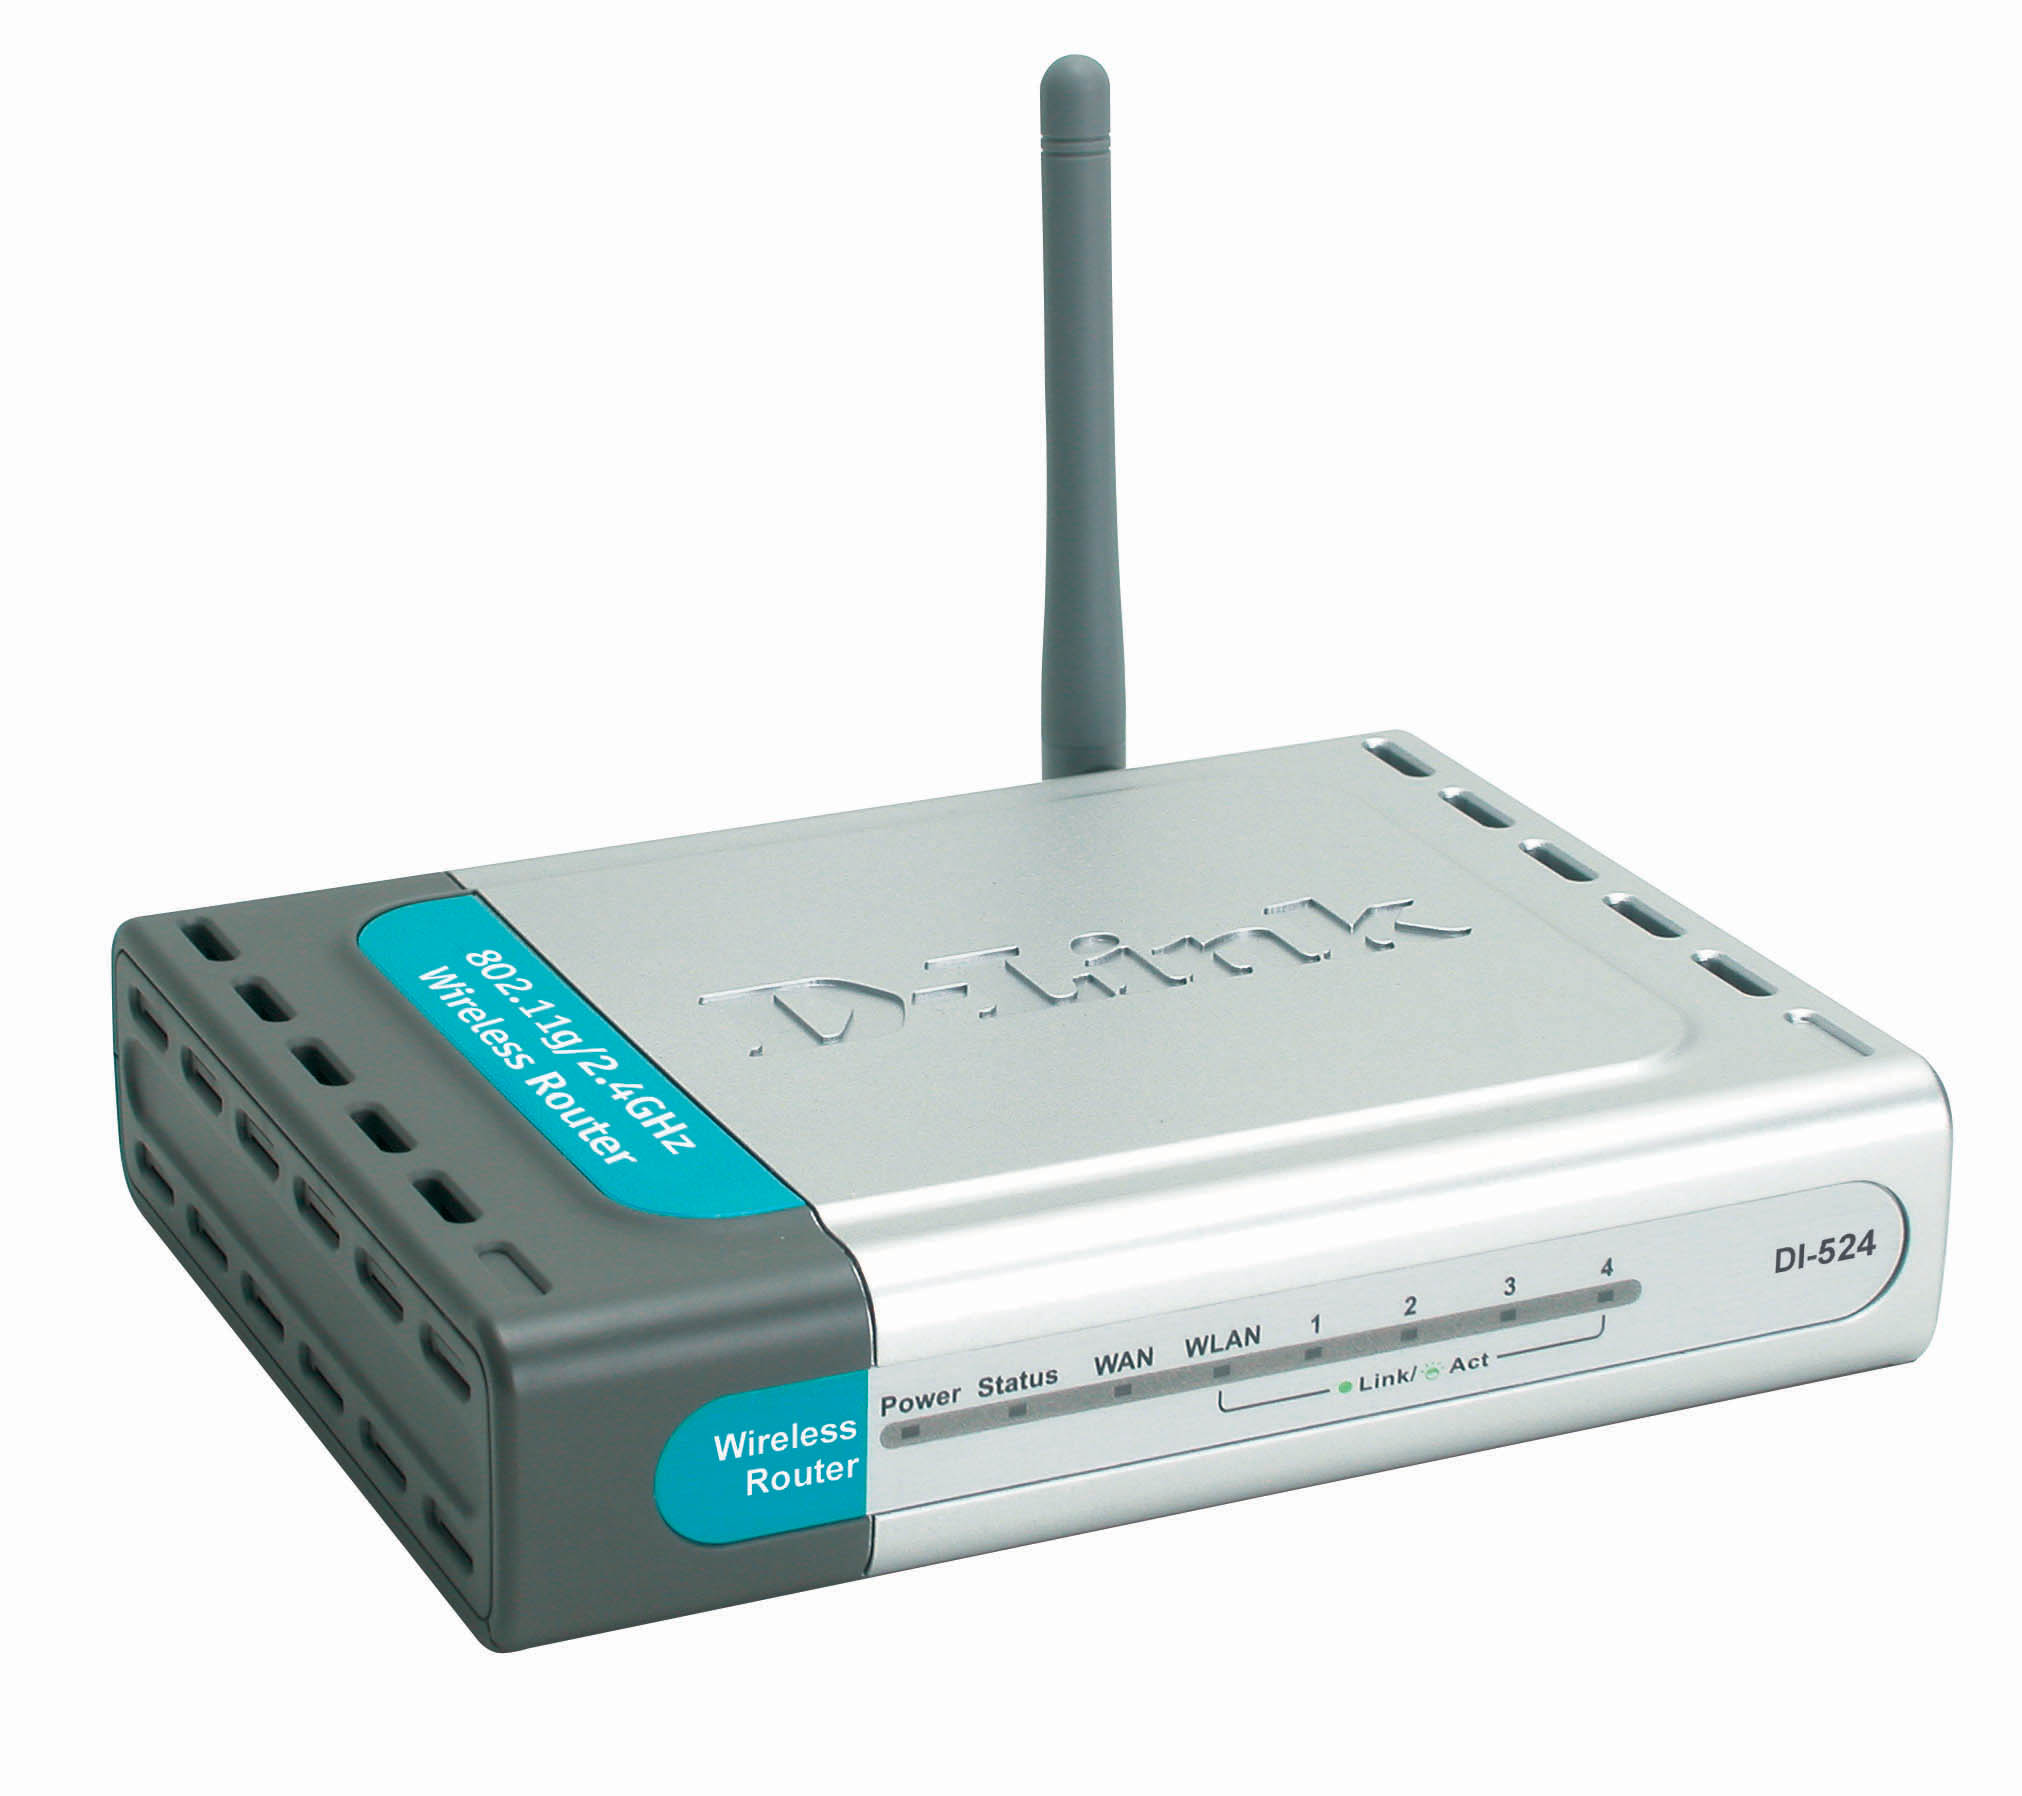 D-Link
802.11g/2.4GHz
Wireless Router
DI-524
Power Status WAN WLAN 1 2 3 4
Link/ Act
Wireless
Router